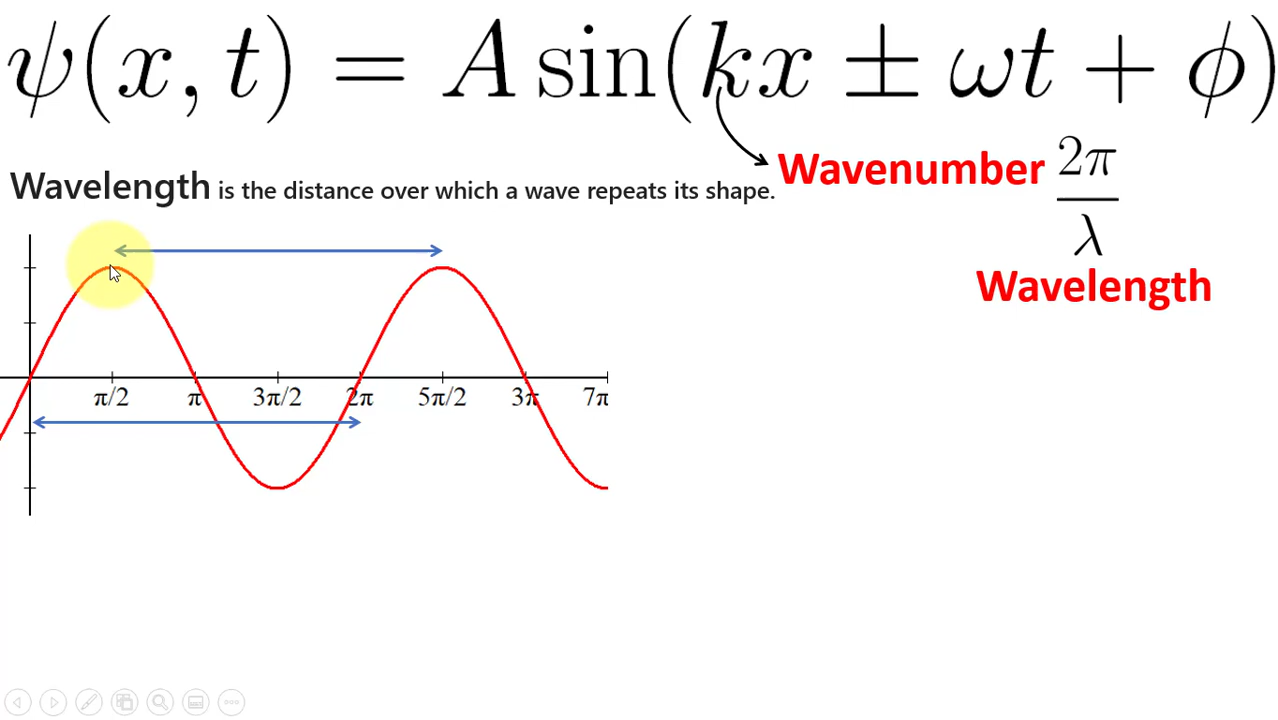 ψ(x, t) = A sin(kx ± ωt + ϕ)
Wavenumber 2π/λ
Wavelength is the distance over which a wave repeats its shape.
Wavelength
π/2 π 3π/2 2π 5π/2 3π 7π